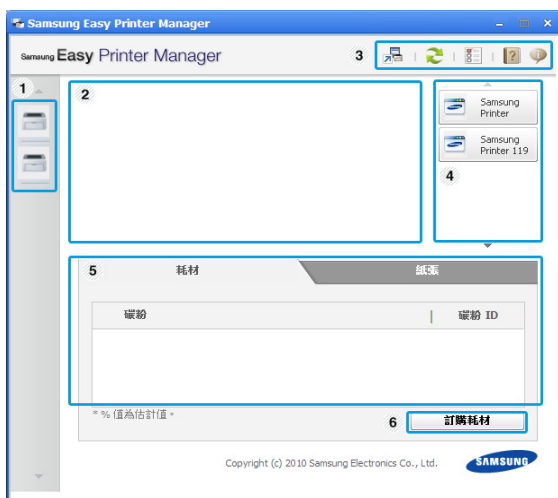 Samsung Easy Printer Manager
Samsung Easy Printer Manager
3
1
2
Samsung Printer
Samsung Printer 119
4
5 耗材 紙張
碳粉 碳粉 ID
* % 值為估計值。
6 訂購耗材
Copyright (c) 2010 Samsung Electronics Co., Ltd. SAMSUNG